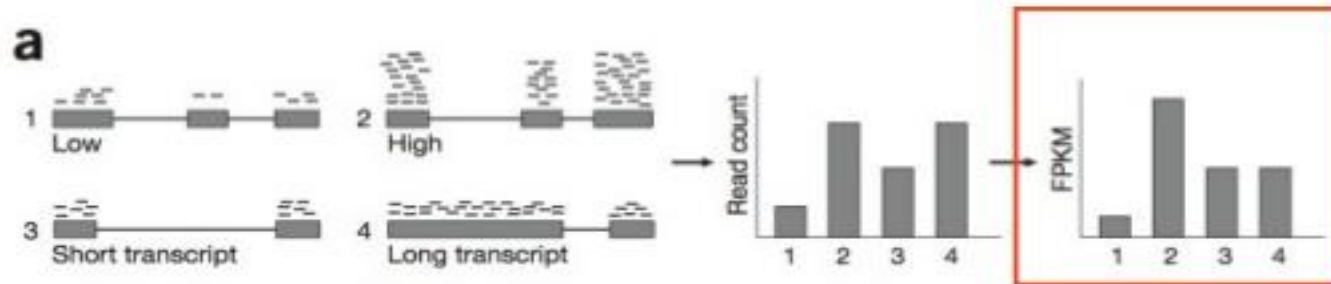 a
1
Low
2
High
3
Short transcript
4
Long transcript
Read count
1 2 3 4
FPKM
1 2 3 4